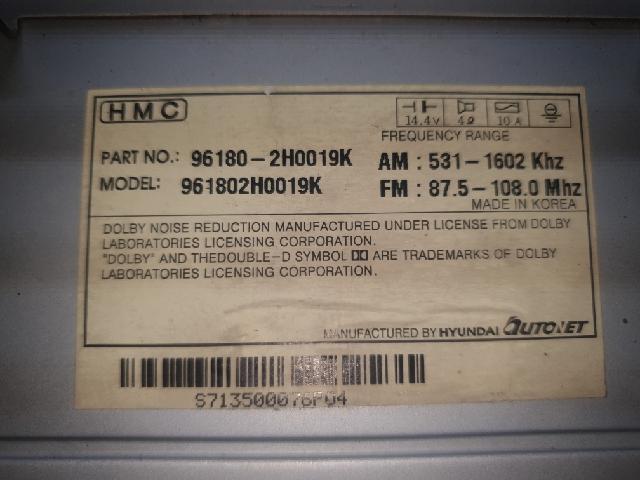 HMC
14.4V 4Ω 10A
FREQUENCY RANGE
PART NO.: 96180-2H0019K AM : 531-1602 Khz
MODEL: 961802H0019K FM : 87.5-108.0 Mhz
MADE IN KOREA
DOLBY NOISE REDUCTION MANUFACTURED UNDER LICENSE FROM DOLBY
LABORATORIES LICENSING CORPORATION.
"DOLBY" AND THEDOUBLE-D SYMBOL ARE TRADEMARKS OF DOLBY
LABORATORIES LICENSING CORPORATION.
MANUFACTURED BY HYUNDAI AUTONET